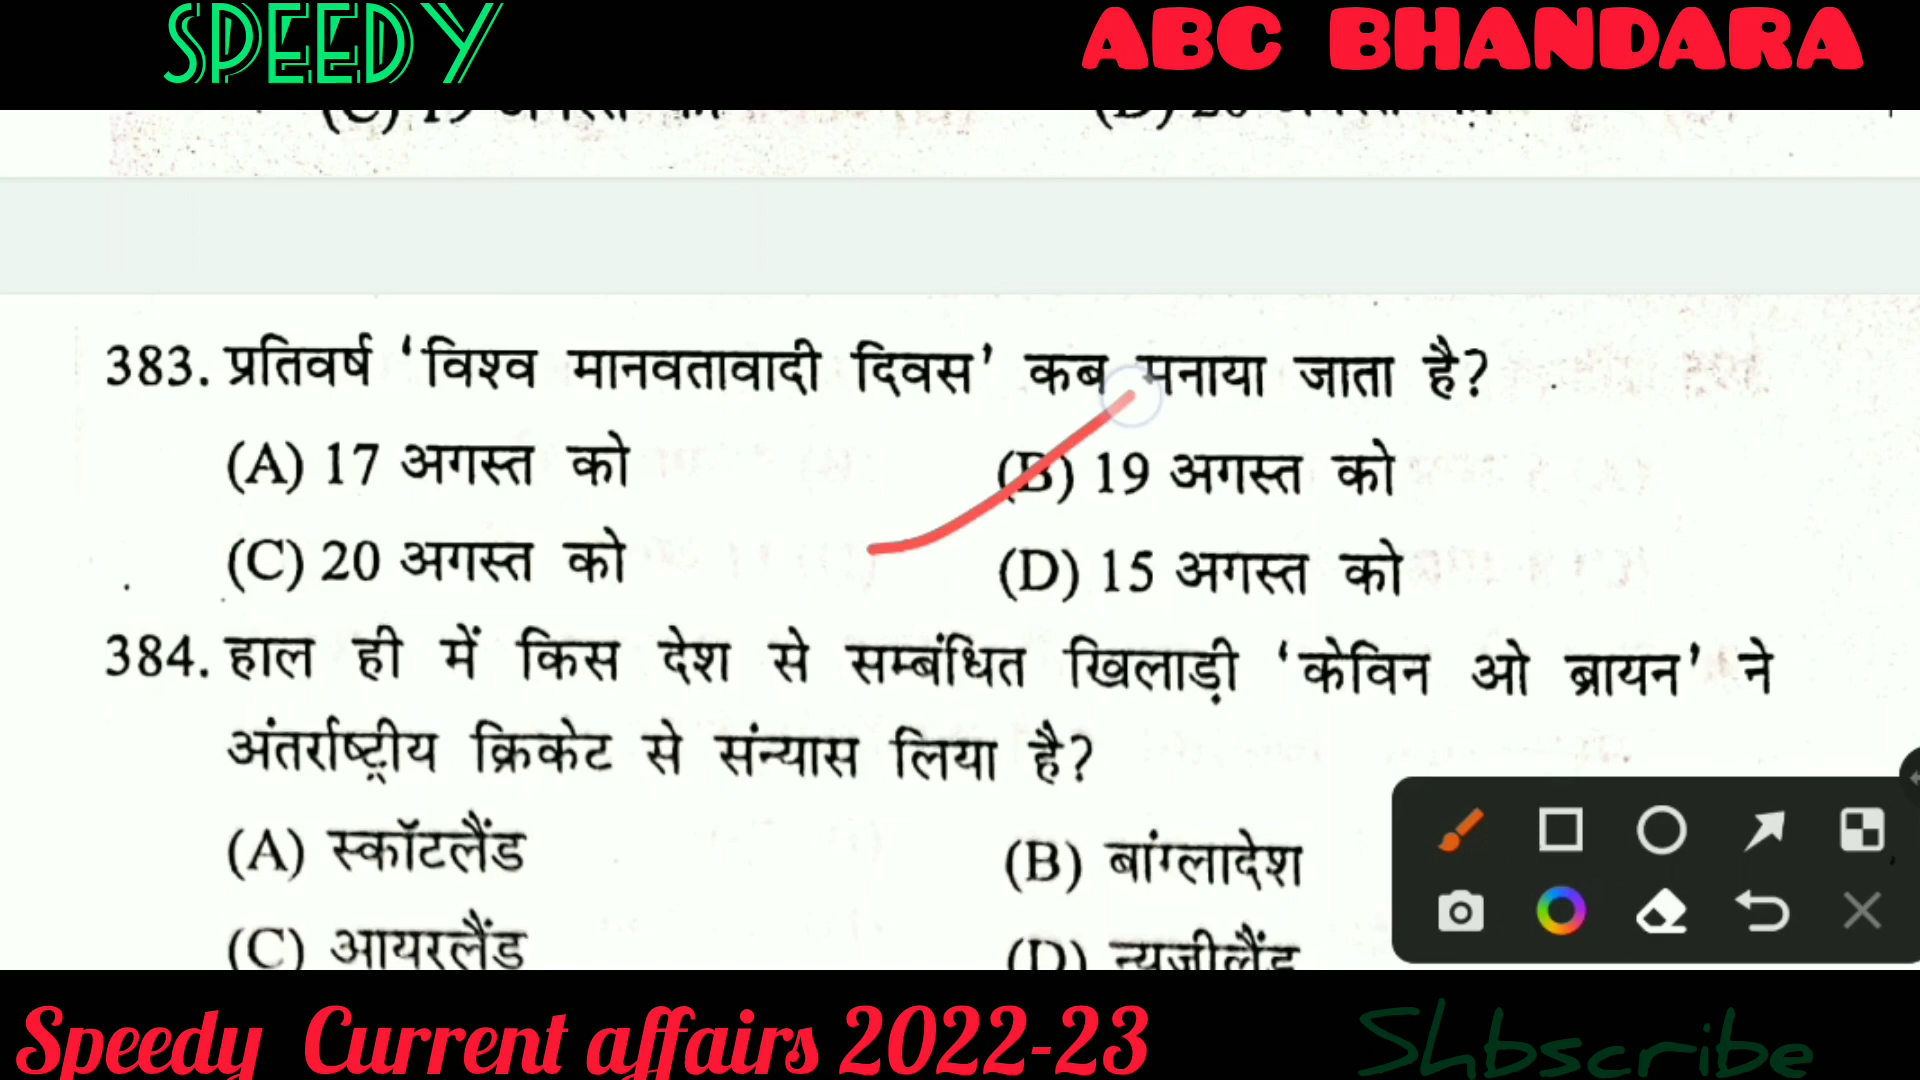 SPEEDY
ABC BHANDARA
383. प्रतिवर्ष ‘विश्व मानवतावादी दिवस’ कब मनाया जाता है?
(A) 17 अगस्त को (B) 19 अगस्त को
(C) 20 अगस्त को (D) 15 अगस्त को
384. हाल ही में किस देश से सम्बंधित खिलाड़ी ‘केविन ओ ब्रायन’ ने
अंतर्राष्ट्रीय क्रिकेट से संन्यास लिया है?
(A) स्कॉटलैंड (B) बांग्लादेश
(C) आयरलैंड (D) न्यूजीलैंड
Speedy Current affairs 2022-23
Shbscribe